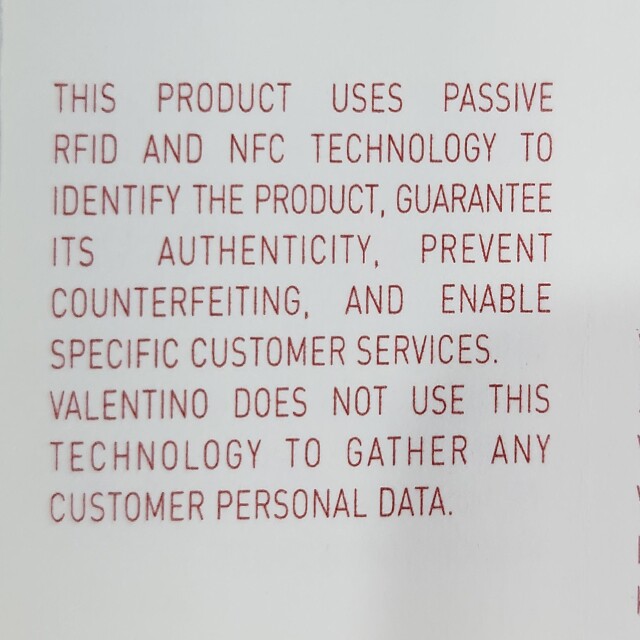 THIS PRODUCT USES PASSIVE
RFID AND NFC TECHNOLOGY TO
IDENTIFY THE PRODUCT, GUARANTEE
ITS AUTHENTICITY, PREVENT
COUNTERFEITING, AND ENABLE
SPECIFIC CUSTOMER SERVICES.
VALENTINO DOES NOT USE THIS
TECHNOLOGY TO GATHER ANY
CUSTOMER PERSONAL DATA.